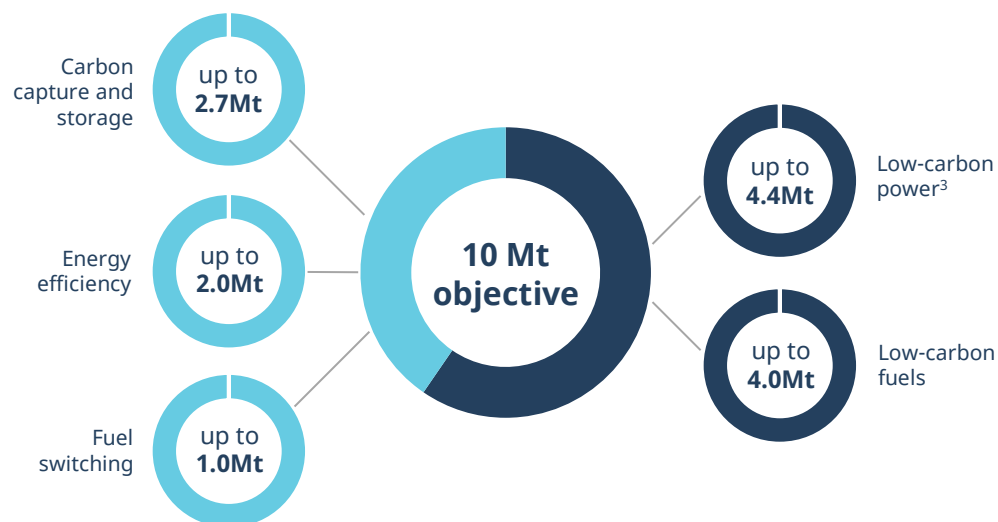 Carbon
capture and
storage
up to
2.7Mt
Energy
efficiency
up to
2.0Mt
Fuel
switching
up to
1.0Mt
10 Mt
objective
up to
4.4Mt
Low-carbon
power³
up to
4.0Mt
Low-carbon
fuels